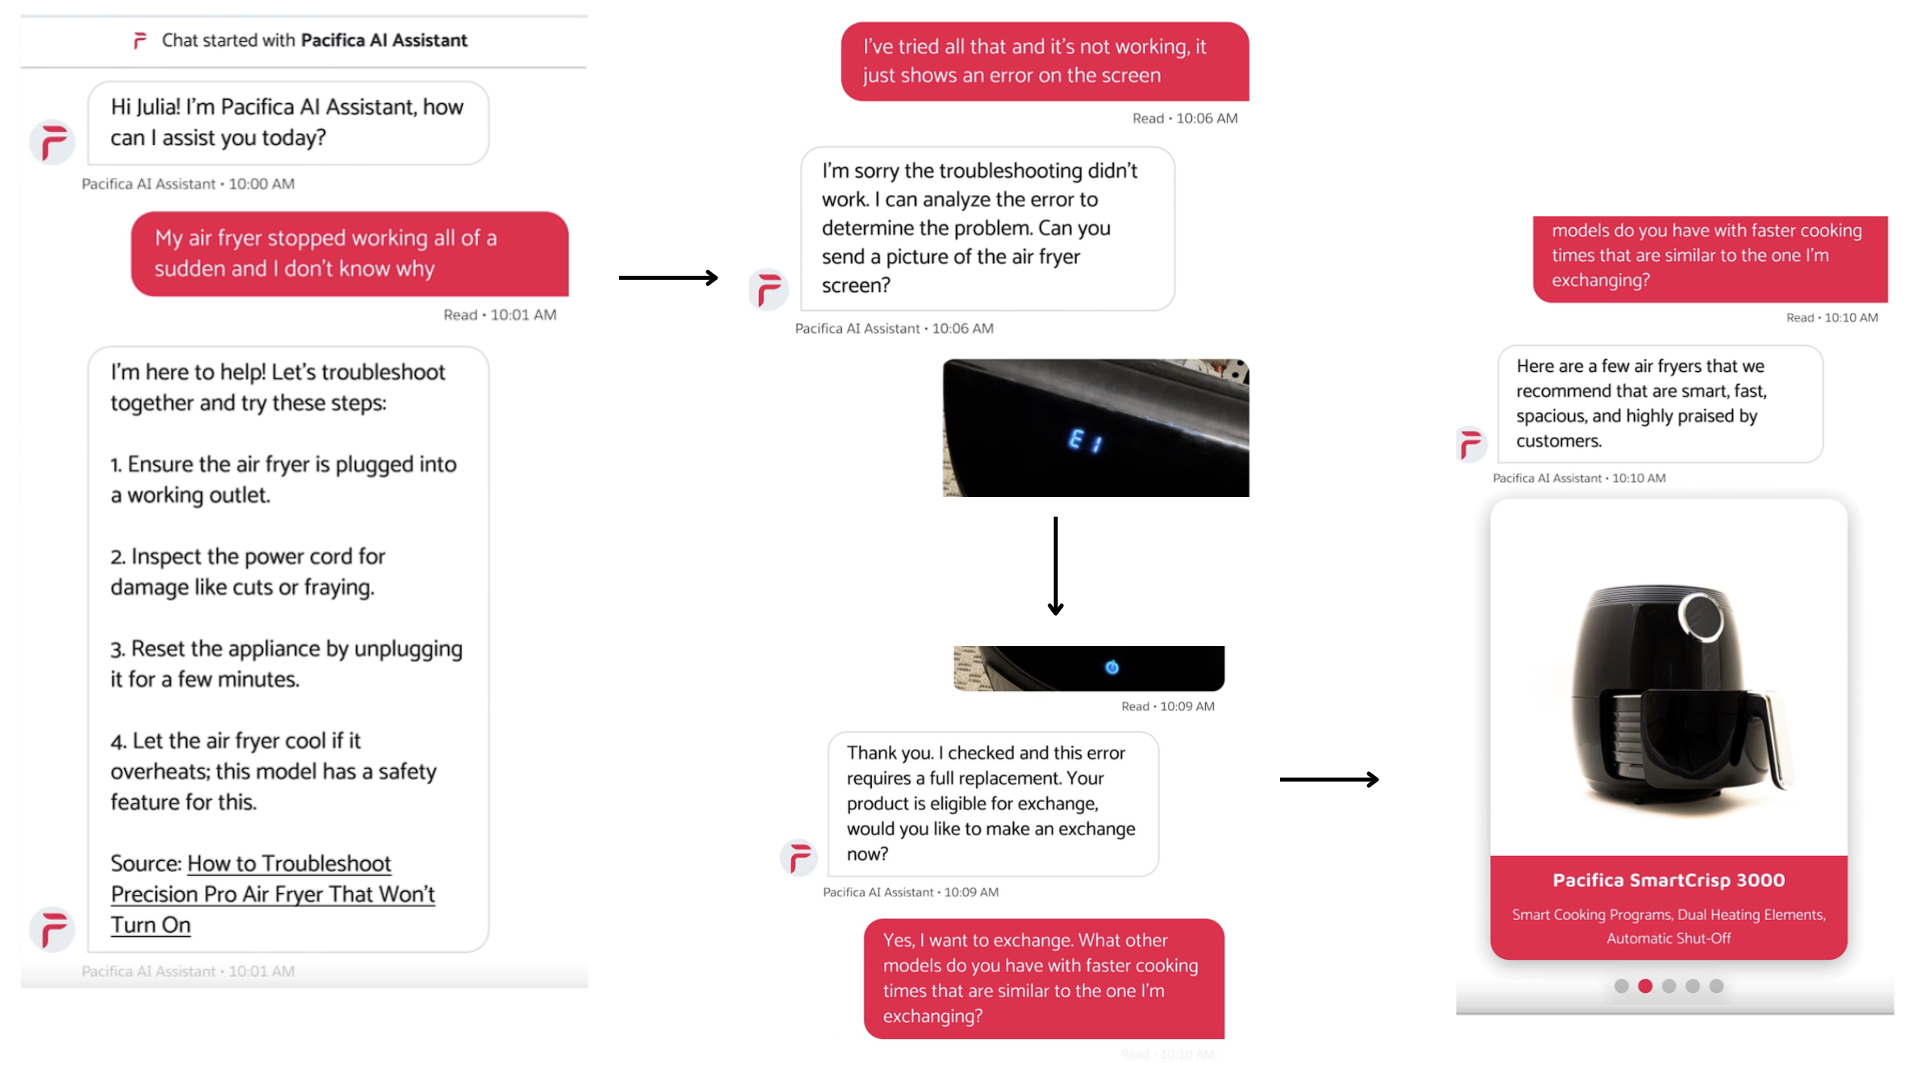 Chat started with Pacifica AI Assistant
Hi Julia! I'm Pacifica AI Assistant, how
can I assist you today?
Pacifica AI Assistant • 10:00 AM
My air fryer stopped working all of a
sudden and I don't know why
Read • 10:01 AM
I'm here to help! Let's troubleshoot
together and try these steps:
1. Ensure the air fryer is plugged into
a working outlet.
2. Inspect the power cord for
damage like cuts or fraying.
3. Reset the appliance by unplugging
it for a few minutes.
4. Let the air fryer cool if it
overheats; this model has a safety
feature for this.
Source: How to Troubleshoot
Precision Pro Air Fryer That Won't
Turn On
Pacifica AI Assistant • 10:01 AM
I've tried all that and it's not working, it
just shows an error on the screen
Read • 10:06 AM
I'm sorry the troubleshooting didn't
work. I can analyze the error to
determine the problem. Can you
send a picture of the air fryer
screen?
Pacifica AI Assistant • 10:06 AM
E1
Read • 10:09 AM
Thank you. I checked and this error
requires a full replacement. Your
product is eligible for exchange,
would you like to make an exchange
now?
Pacifica AI Assistant • 10:09 AM
Yes, I want to exchange. What other
models do you have with faster cooking
times that are similar to the one I'm
exchanging?
Read • 10:10 AM
models do you have with faster cooking
times that are similar to the one I'm
exchanging?
Read • 10:10 AM
Here are a few air fryers that we
recommend that are smart, fast,
spacious, and highly praised by
customers.
Pacifica AI Assistant • 10:10 AM
Pacifica SmartCrisp 3000
Smart Cooking Programs, Dual Heating Elements,
Automatic Shut-Off